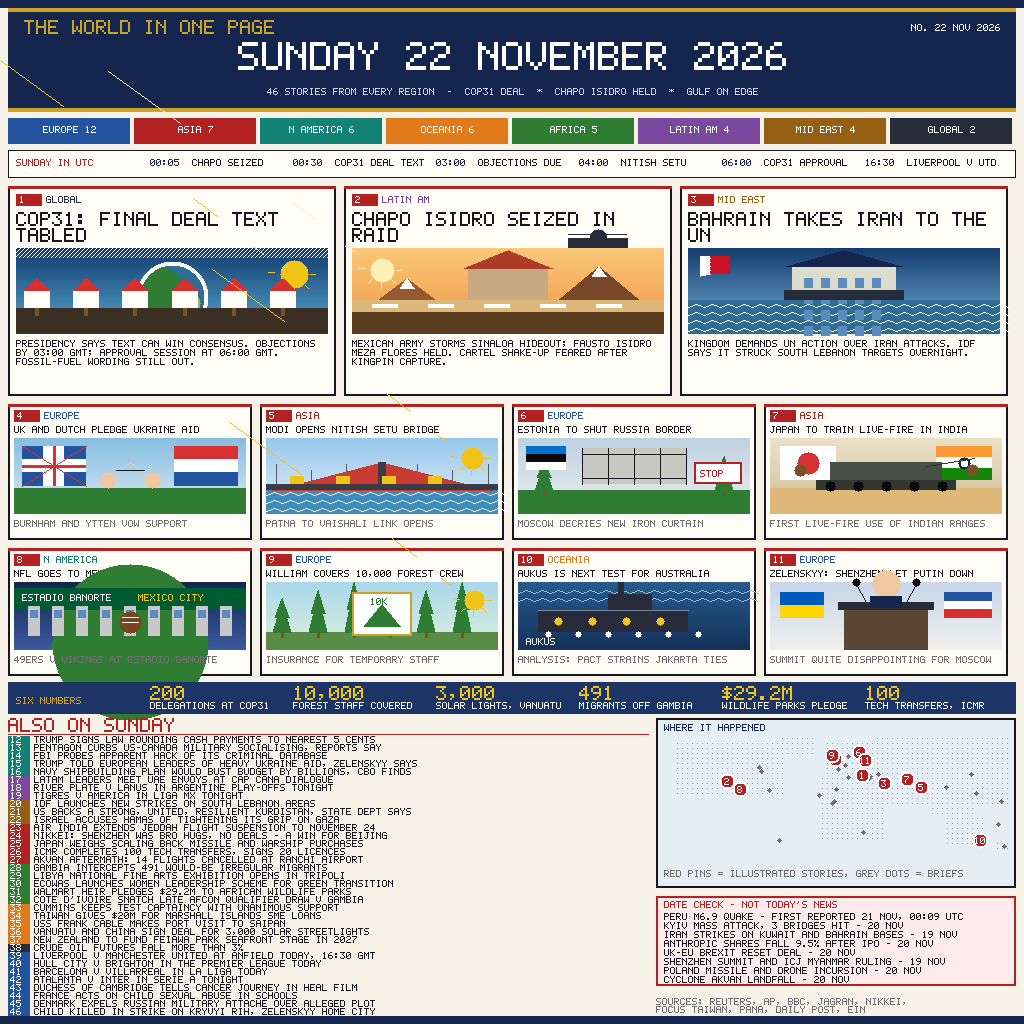 THE WORLD IN ONE PAGE
NO. 22 NOV 2026
SUNDAY 22 NOVEMBER 2026
46 STORIES FROM EVERY REGION - COP31 DEAL * CHAPO ISIDRO HELD * GULF ON EDGE
EUROPE 12
ASIA 7
N AMERICA 6
OCEANIA 6
AFRICA 5
LATIN AM 4
MID EAST 4
GLOBAL 2
SUNDAY IN UTC
00:05 CHAPO SEIZED
00:30 COP31 DEAL TEXT
03:00 OBJECTIONS DUE
04:00 NITISH SETU
06:00 COP31 APPROVAL
16:30 LIVERPOOL V UTD
1 GLOBAL
COP31: FINAL DEAL TEXT
TABLED
PRESIDENCY SAYS TEXT CAN WIN CONSENSUS. OBJECTIONS
BY 03:00 GMT; APPROVAL SESSION AT 06:00 GMT.
FOSSIL-FUEL WORDING STILL OUT.
2 LATIN AM
CHAPO ISIDRO SEIZED IN
RAID
MEXICAN ARMY STORMS SINALOA HIDEOUT; FAUSTO ISIDRO
MEZA FLORES HELD. CARTEL SHAKE-UP FEARED AFTER
KINGPIN CAPTURE.
3 MID EAST
BAHRAIN TAKES IRAN TO THE
UN
KINGDOM DEMANDS UN ACTION OVER IRAN ATTACKS. IDF
SAYS IT STRUCK SOUTH LEBANON TARGETS OVERNIGHT.
4 EUROPE
UK AND DUTCH PLEDGE UKRAINE AID
BURNHAM AND YTTEN VOW SUPPORT
5 ASIA
MODI OPENS NITISH SETU BRIDGE
PATNA TO VAISHALI LINK OPENS
6 EUROPE
ESTONIA TO SHUT RUSSIA BORDER
STOP
MOSCOW DECRIES NEW IRON CURTAIN
7 ASIA
JAPAN TO TRAIN LIVE-FIRE IN INDIA
FIRST LIVE-FIRE USE OF INDIAN RANGES
8 N AMERICA
NFL GOES TO
ESTADIO BANORTE
MEXICO CITY
49ERS V VIKINGS AT ESTADIO BANORTE
9 EUROPE
WILLIAM COVERS 10,000 FOREST CREW
10K
INSURANCE FOR TEMPORARY STAFF
10 OCEANIA
AUKUS IS NEXT TEST FOR AUSTRALIA
AUKUS
ANALYSIS: PACT STRAINS JAKARTA TIES
11 EUROPE
ZELENSKYY: SHENZHEN LET PUTIN DOWN
SUMMIT QUITE DISAPPOINTING FOR MOSCOW
SIX NUMBERS
200
DELEGATIONS AT COP31
10,000
FOREST STAFF COVERED
3,000
SOLAR LIGHTS, VANUATU
491
MIGRANTS OFF GAMBIA
$29.2M
WILDLIFE PARKS PLEDGE
100
TECH TRANSFERS, ICMR
ALSO ON SUNDAY
12 TRUMP SIGNS LAW ROUNDING CASH PAYMENTS TO NEAREST 5 CENTS
13 PENTAGON CURBS US-CANADA MILITARY SOCIALISING, REPORTS SAY
14 FBI PROBES APPARENT HACK OF ITS CRIMINAL DATABASE
15 TRUMP TOLD EUROPEAN LEADERS OF HEAVY UKRAINE AID, ZELENSKYY SAYS
16 NAVY SHIPBUILDING PLAN WOULD BUST BUDGET BY BILLIONS, CBO FINDS
17 LATAM LEADERS MEET UAE ENVOYS AT CAP CANA DIALOGUE
18 RIVER PLATE V LANUS IN ARGENTINE PLAY-OFFS TONIGHT
19 TIGRES V AMERICA IN LIGA MX TONIGHT
20 IDF LAUNCHES NEW STRIKES ON SOUTH LEBANON AREAS
21 US BACKS A STRONG, UNITED, RESILIENT KURDISTAN, STATE DEPT SAYS
22 ISRAEL ACCUSES HAMAS OF TIGHTENING ITS GRIP ON GAZA
23 AIR INDIA EXTENDS JEDDAH FLIGHT SUSPENSION TO NOVEMBER 24
24 NIKKEI: SHENZHEN WAS BRO HUGS, NO DEALS - A WIN FOR BEIJING
25 JAPAN WEIGHS SCALING BACK MISSILE AND WARSHIP PURCHASES
26 ICMR COMPLETES 100 TECH TRANSFERS, SIGNS 20 LICENCES
27 AKVAN AFTERMATH: 14 FLIGHTS CANCELLED AT RANCHI AIRPORT
28 GAMBIA INTERCEPTS 491 WOULD-BE IRREGULAR MIGRANTS
29 LIBYA NATIONAL FINE ARTS EXHIBITION OPENS IN TRIPOLI
30 ECOWAS LAUNCHES WOMEN LEADERSHIP SCHEME FOR GREEN TRANSITION
31 WALMART HEIR PLEDGES $29.2M TO AFRICAN WILDLIFE PARKS
32 COTE D'IVOIRE SNATCH LATE AFCON QUALIFIER DRAW V GAMBIA
33 CUMMINS KEEPS TEST CAPTAINCY WITH UNANIMOUS SUPPORT
34 TAIWAN GIVES $20M FOR MARSHALL ISLANDS SME LOANS
35 USS FRANK CABLE MAKES PORT VISIT TO SAIPAN
36 VANUATU AND CHINA SIGN DEAL FOR 3,000 SOLAR STREETLIGHTS
37 NEW ZEALAND TO FUND FEIHWA PARK SEAFRONT STAGE IN 2027
38 CRUDE OIL FUTURES FALL MORE THAN 3%
39 LIVERPOOL V MANCHESTER UNITED AT ANFIELD TODAY, 16:30 GMT
40 HULL CITY V BRIGHTON IN THE PREMIER LEAGUE TODAY
41 BARCELONA V VILLARREAL IN LA LIGA TODAY
42 ATALANTA V INTER IN SERIE A TONIGHT
43 DUCHESS OF CAMBRIDGE TELLS CANCER JOURNEY IN HEAL FILM
44 FRANCE ACTS ON CHILD SEXUAL ABUSE IN SCHOOLS
45 DENMARK EXPELS RUSSIAN MILITARY ATTACHE OVER ALLEGED PLOT
46 CHILD KILLED IN STRIKE ON KRYVYI RIH, ZELENSKYY HOME CITY
WHERE IT HAPPENED
9
6
11
1
2
8
3
7
5
10
RED PINS = ILLUSTRATED STORIES, GREY DOTS = BRIEFS
DATE CHECK - NOT TODAY'S NEWS
PERU M6.9 QUAKE - FIRST REPORTED 21 NOV, 00:09 UTC
KYIV MASS ATTACK, 3 BRIDGES HIT - 20 NOV
IRAN STRIKES ON KUWAIT AND BAHRAIN BASES - 19 NOV
ANTHROPIC SHARES FALL 9.5% AFTER IPO - 20 NOV
UK-EU BREXIT RESET DEAL - 20 NOV
SHENZHEN SUMMIT AND ICJ MYANMAR RULING - 19 NOV
POLAND MISSILE AND DRONE INCURSION - 20 NOV
CYCLONE AKVAN LANDFALL - 20 NOV
SOURCES: REUTERS, AP, BBC, JAGRAN, NIKKEI,
FOCUS TAIWAN, PANA, DAILY POST, EIN